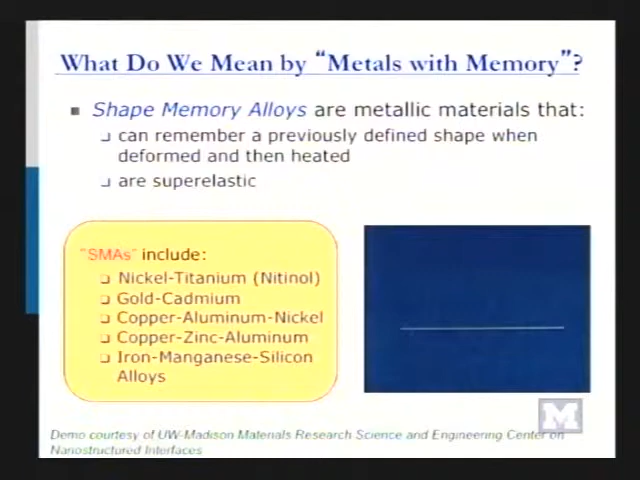 What Do We Mean by “Metals with Memory”?
Shape Memory Alloys are metallic materials that:
can remember a previously defined shape when
deformed and then heated
are superelastic
"SMAs" include:
Nickel-Titanium (Nitinol)
Gold-Cadmium
Copper-Aluminum-Nickel
Copper-Zinc-Aluminum
Iron-Manganese-Silicon
Alloys
M
Demo courtesy of UW-Madison Materials Research Science and Engineering Center on
Nanostructured Interfaces